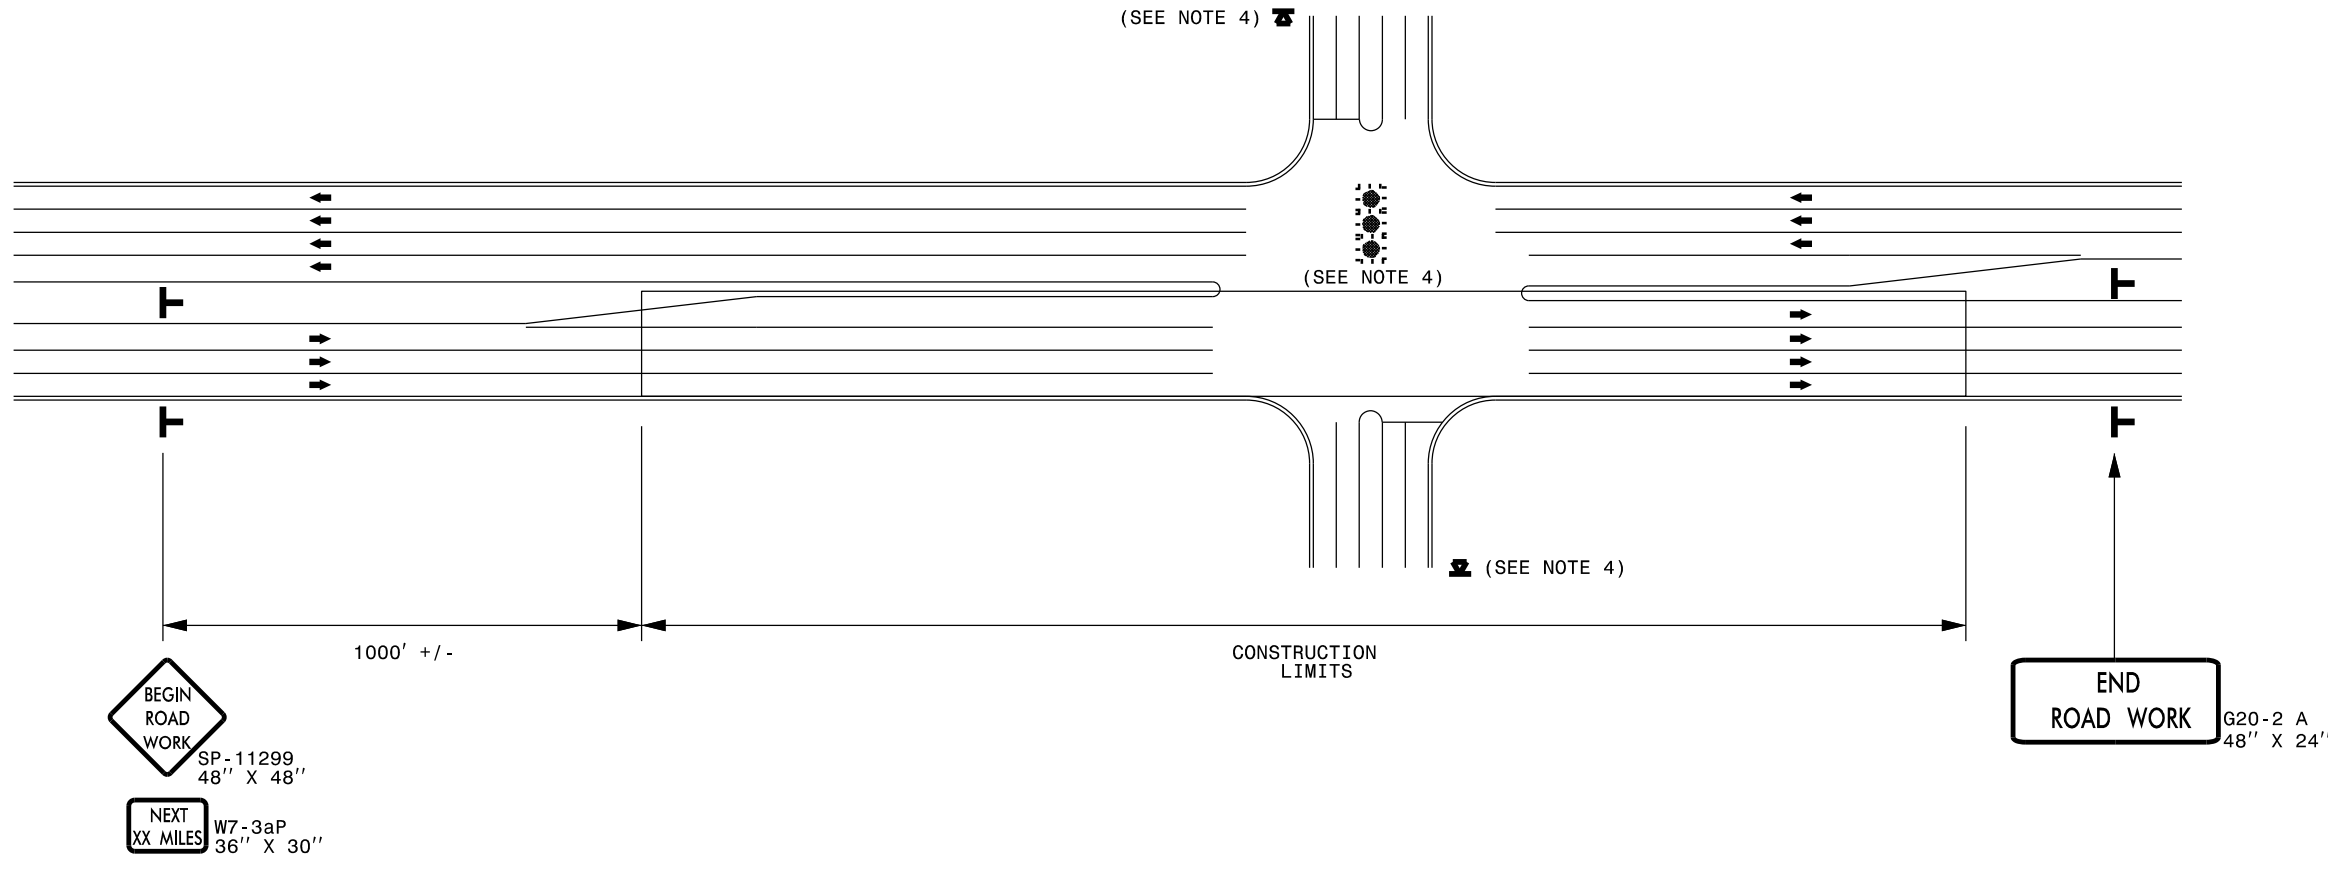 (SEE NOTE 4)
(SEE NOTE 4)
(SEE NOTE 4)
1000' +/-
CONSTRUCTION
LIMITS
BEGIN
ROAD
WORK
SP-11299
48'' X 48''
NEXT
XX MILES
W7-3aP
36'' X 30''
END
ROAD WORK
G20-2 A
48'' X 24''